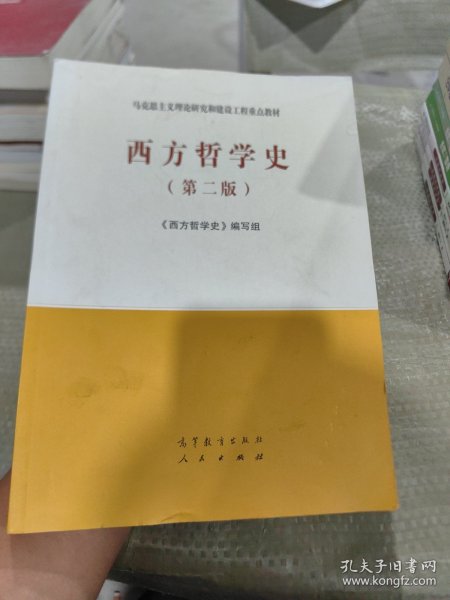 马克思主义理论研究和建设工程重点教材
西方哲学史
（第二版）
《西方哲学史》编写组
高等教育出版社
人民出版社
孔夫子旧书网
www.kongfz.com